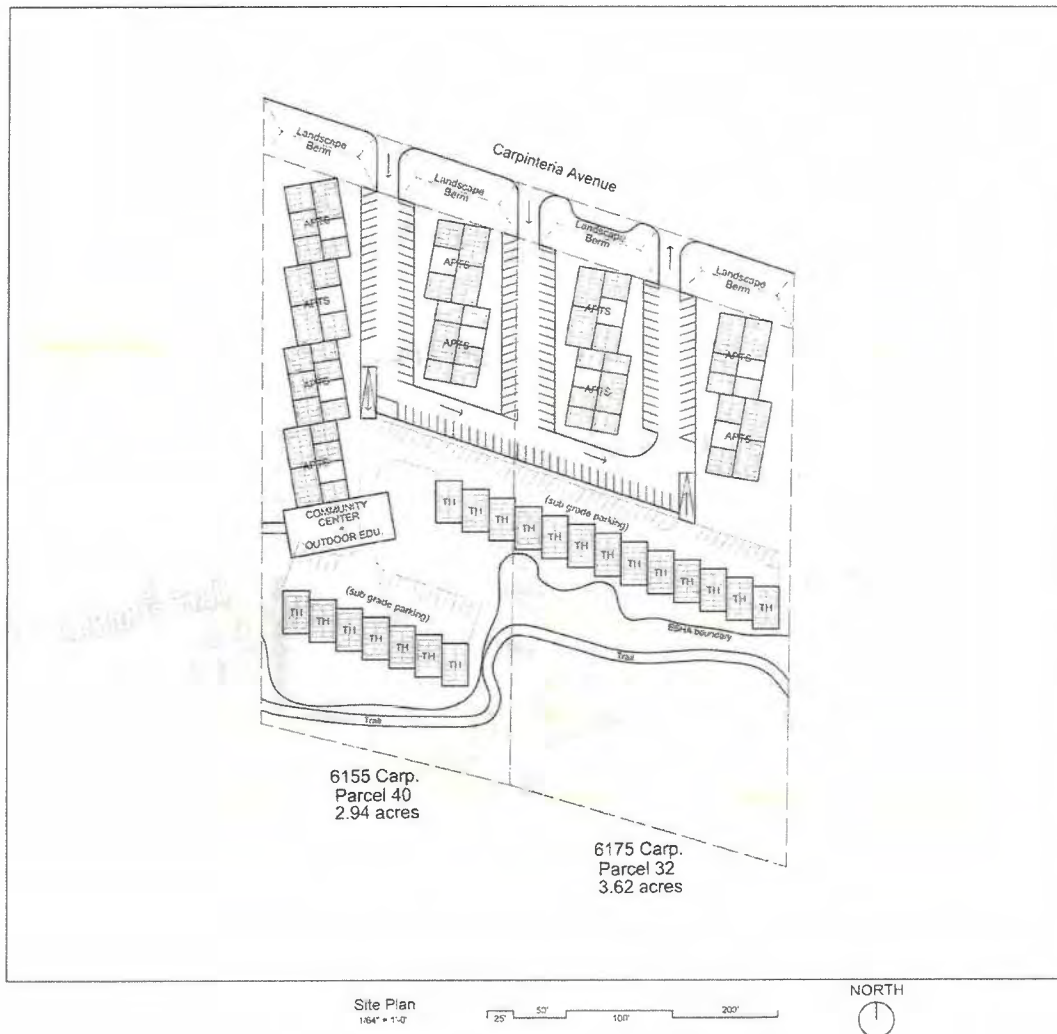 Carpinteria Avenue
Landscape
Berm
Landscape
Berm
Landscape
Berm
Landscape
Berm
APTS
APTS
APTS
APTS
APTS
APTS
APTS
APTS
APTS
APTS
COMMUNITY
CENTER
+
OUTDOOR EDU.
(sub grade parking)
TH
TH
TH
TH
TH
TH
TH
TH
TH
TH
TH
TH
TH
(sub grade parking)
TH
TH
TH
TH
TH
TH
TH
ESHA boundary
Trail
Trail
6155 Carp.
Parcel 40
2.94 acres
6175 Carp.
Parcel 32
3.62 acres
Site Plan
1/64" = 1'-0"
25'
50'
100'
200'
NORTH